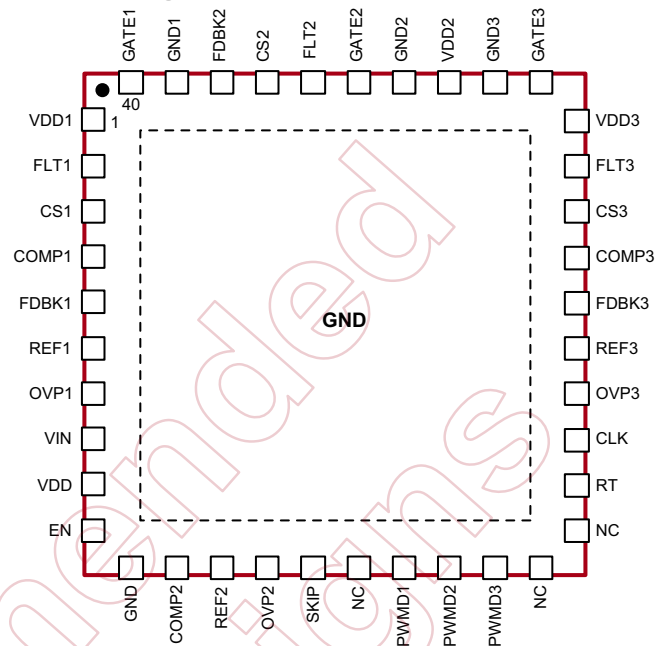 GATE1
GND1
FDBK2
CS2
FLT2
GATE2
GND2
VDD2
GND3
GATE3
40
1
VDD1
FLT1
CS1
COMP1
FDBK1
REF1
OVP1
VIN
VDD
EN
GND
VDD3
FLT3
CS3
COMP3
FDBK3
REF3
OVP3
CLK
RT
NC
GND
COMP2
REF2
OVP2
SKIP
NC
PWMD1
PWMD2
PWMD3
NC